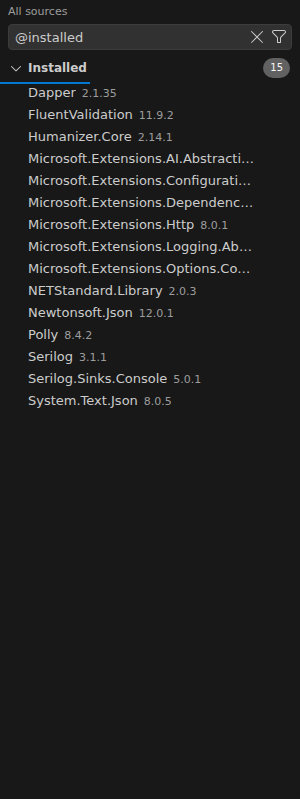 All sources
@installed
Installed 15
Dapper 2.1.35
FluentValidation 11.9.2
Humanizer.Core 2.14.1
Microsoft.Extensions.AI.Abstracti…
Microsoft.Extensions.Configurati…
Microsoft.Extensions.Dependenc…
Microsoft.Extensions.Http 8.0.1
Microsoft.Extensions.Logging.Ab…
Microsoft.Extensions.Options.Co…
NETStandard.Library 2.0.3
Newtonsoft.Json 12.0.1
Polly 8.4.2
Serilog 3.1.1
Serilog.Sinks.Console 5.0.1
System.Text.Json 8.0.5